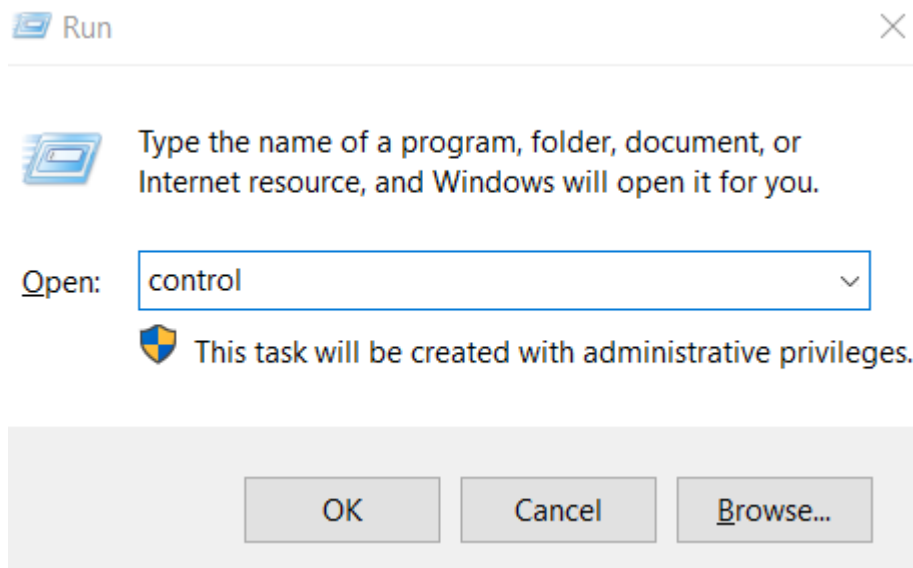 Run
Type the name of a program, folder, document, or
Internet resource, and Windows will open it for you.
Open: control
This task will be created with administrative privileges.
OK Cancel Browse...